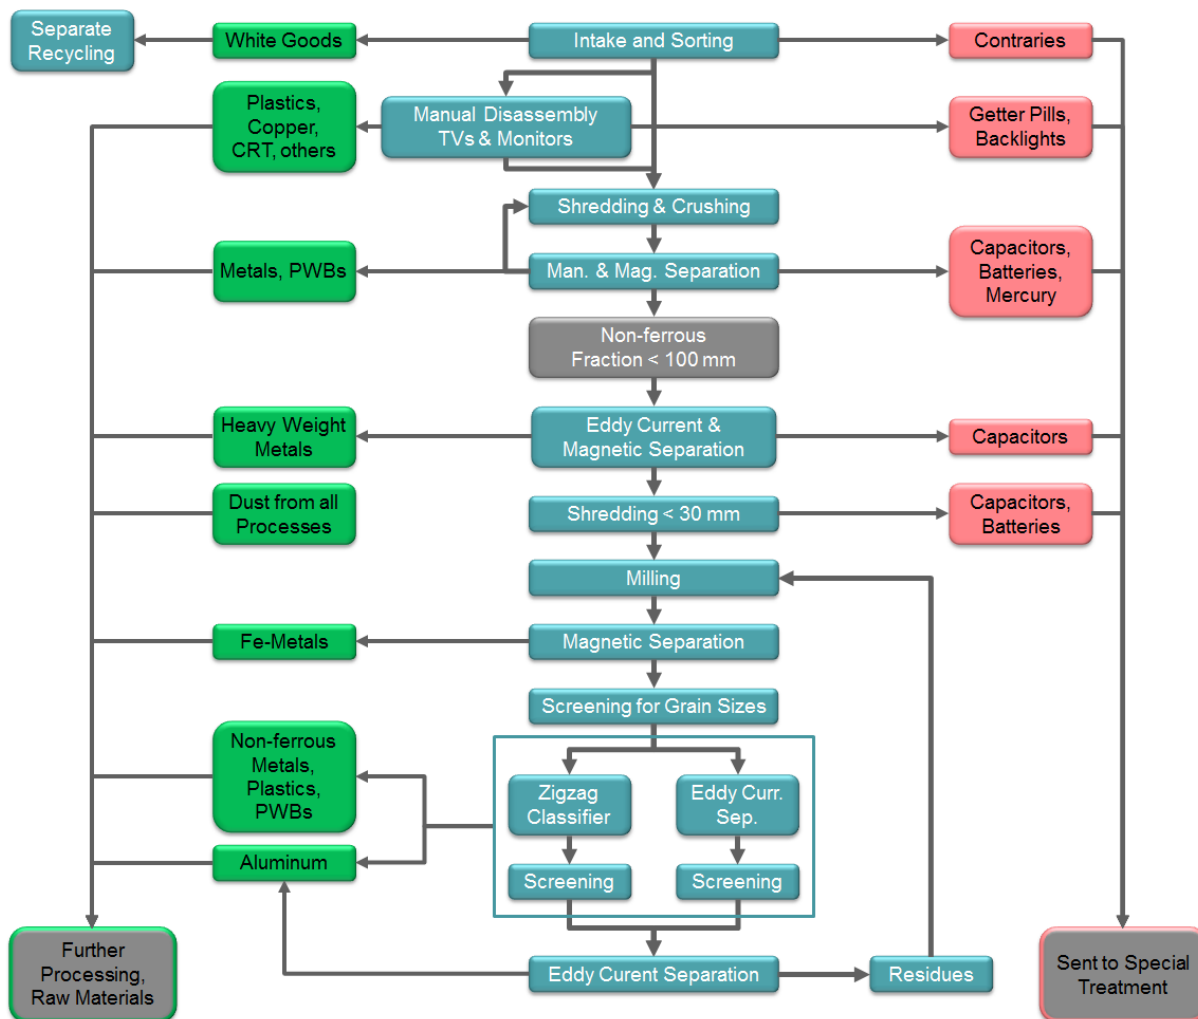 Separate
Recycling
White Goods
Intake and Sorting
Contraries
Plastics,
Copper,
CRT, others
Manual Disassembly
TVs & Monitors
Getter Pills,
Backlights
Shredding & Crushing
Metals, PWBs
Man. & Mag. Separation
Capacitors,
Batteries,
Mercury
Non-ferrous
Fraction < 100 mm
Heavy Weight
Metals
Eddy Current &
Magnetic Separation
Capacitors
Dust from all
Processes
Shredding < 30 mm
Capacitors,
Batteries
Milling
Fe-Metals
Magnetic Separation
Screening for Grain Sizes
Non-ferrous
Metals,
Plastics,
PWBs
Zigzag
Classifier
Eddy Curr.
Sep.
Aluminum
Screening
Screening
Further
Processing,
Raw Materials
Eddy Curent Separation
Residues
Sent to Special
Treatment